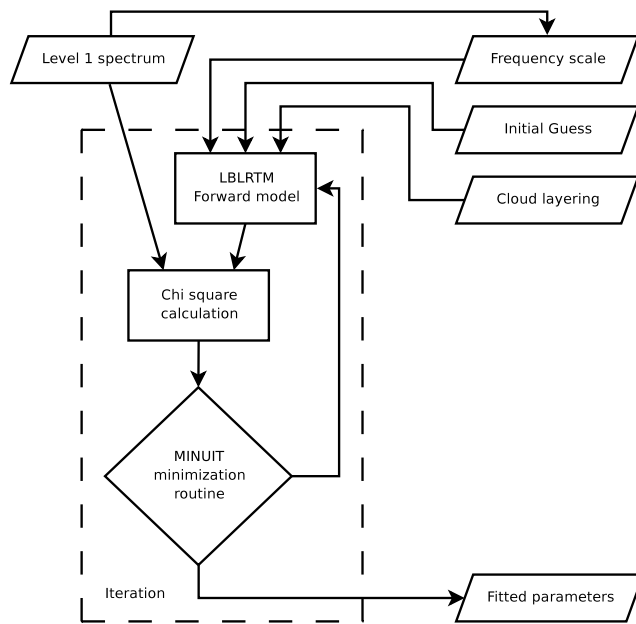 Level 1 spectrum
Frequency scale
Initial Guess
Cloud layering
LBLRTM
Forward model
Chi square
calculation
MINUIT
minimization
routine
Iteration
Fitted parameters